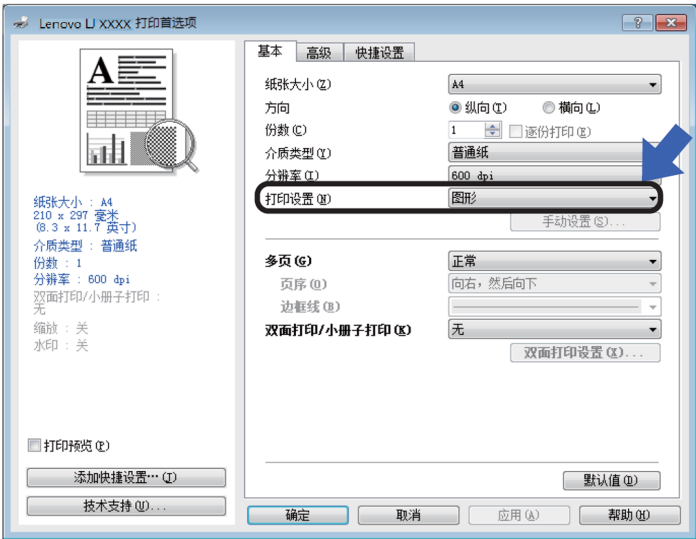 Lenovo LJ XXXX 打印首选项
基本 高级 快捷设置
纸张大小(Z) A4
方向 纵向(T) 横向(L)
份数(C) 1 逐份打印(E)
介质类型(Y) 普通纸
分辨率(I) 600 dpi
打印设置(N) 图形
手动设置(S)...
多页(G) 正常
页序(O) 向右，然后向下
边框线(B)
双面打印/小册子打印(K) 无
双面打印设置(X)...
A
纸张大小 : A4
210 x 297 毫米
(8.3 x 11.7 英寸)
介质类型 : 普通纸
份数 : 1
分辨率 : 600 dpi
双面打印/小册子打印 :
无
缩放 : 关
水印 : 关
打印预览(P)
添加快捷设置…(J)
技术支持(U)...
默认值(D)
确定 取消 应用(A) 帮助(H)